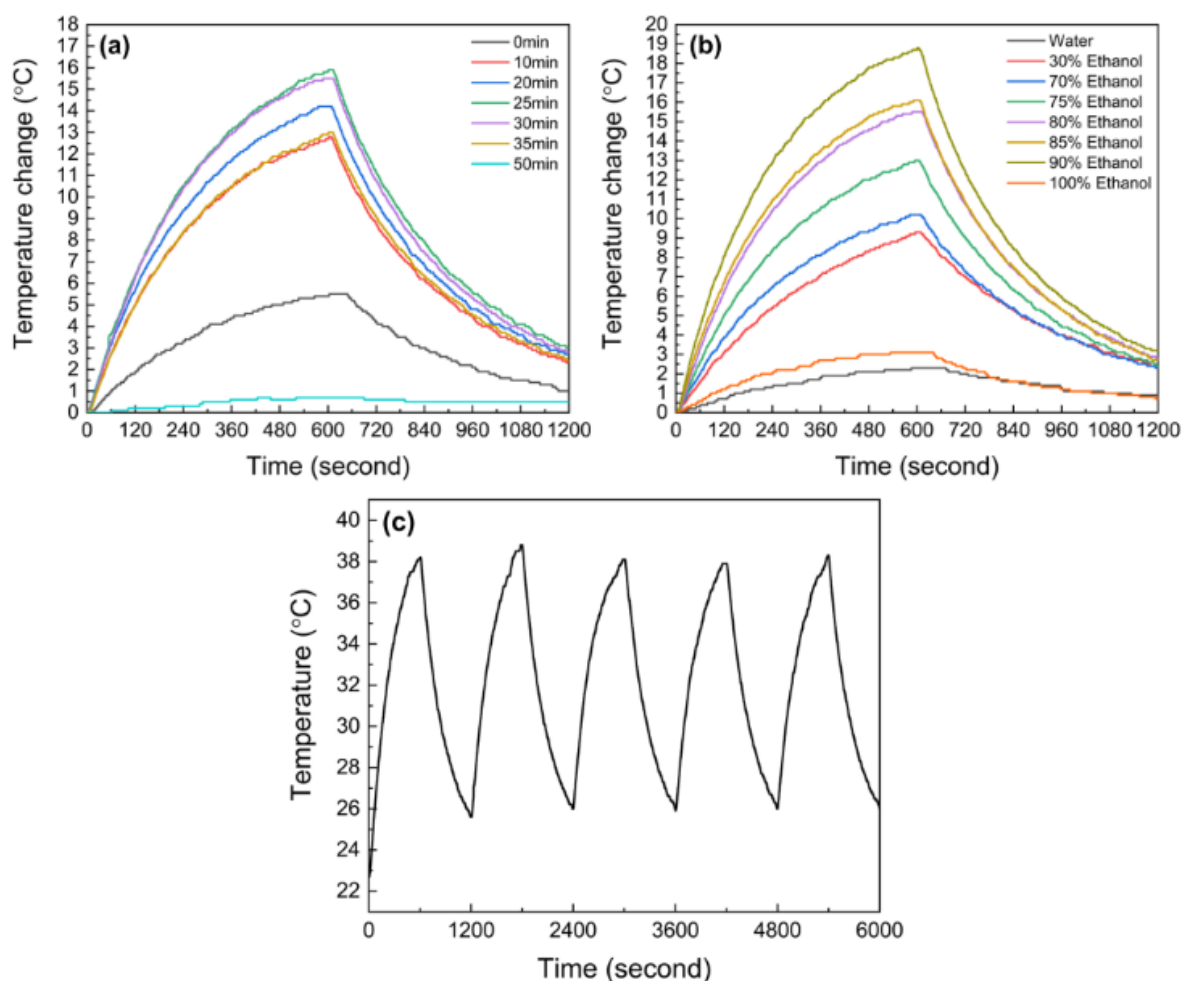 (a)
Temperature change (°C)
18
17
16
15
14
13
12
11
10
9
8
7
6
5
4
3
2
1
0
0 120 240 360 480 600 720 840 960 1080 1200
Time (second)
0min
10min
20min
25min
30min
35min
50min
(b)
Temperature change (°C)
20
19
18
17
16
15
14
13
12
11
10
9
8
7
6
5
4
3
2
1
0
0 120 240 360 480 600 720 840 960 1080 1200
Time (second)
Water
30% Ethanol
70% Ethanol
75% Ethanol
80% Ethanol
85% Ethanol
90% Ethanol
100% Ethanol
(c)
Temperature (°C)
40
38
36
34
32
30
28
26
24
22
0 1200 2400 3600 4800 6000
Time (second)